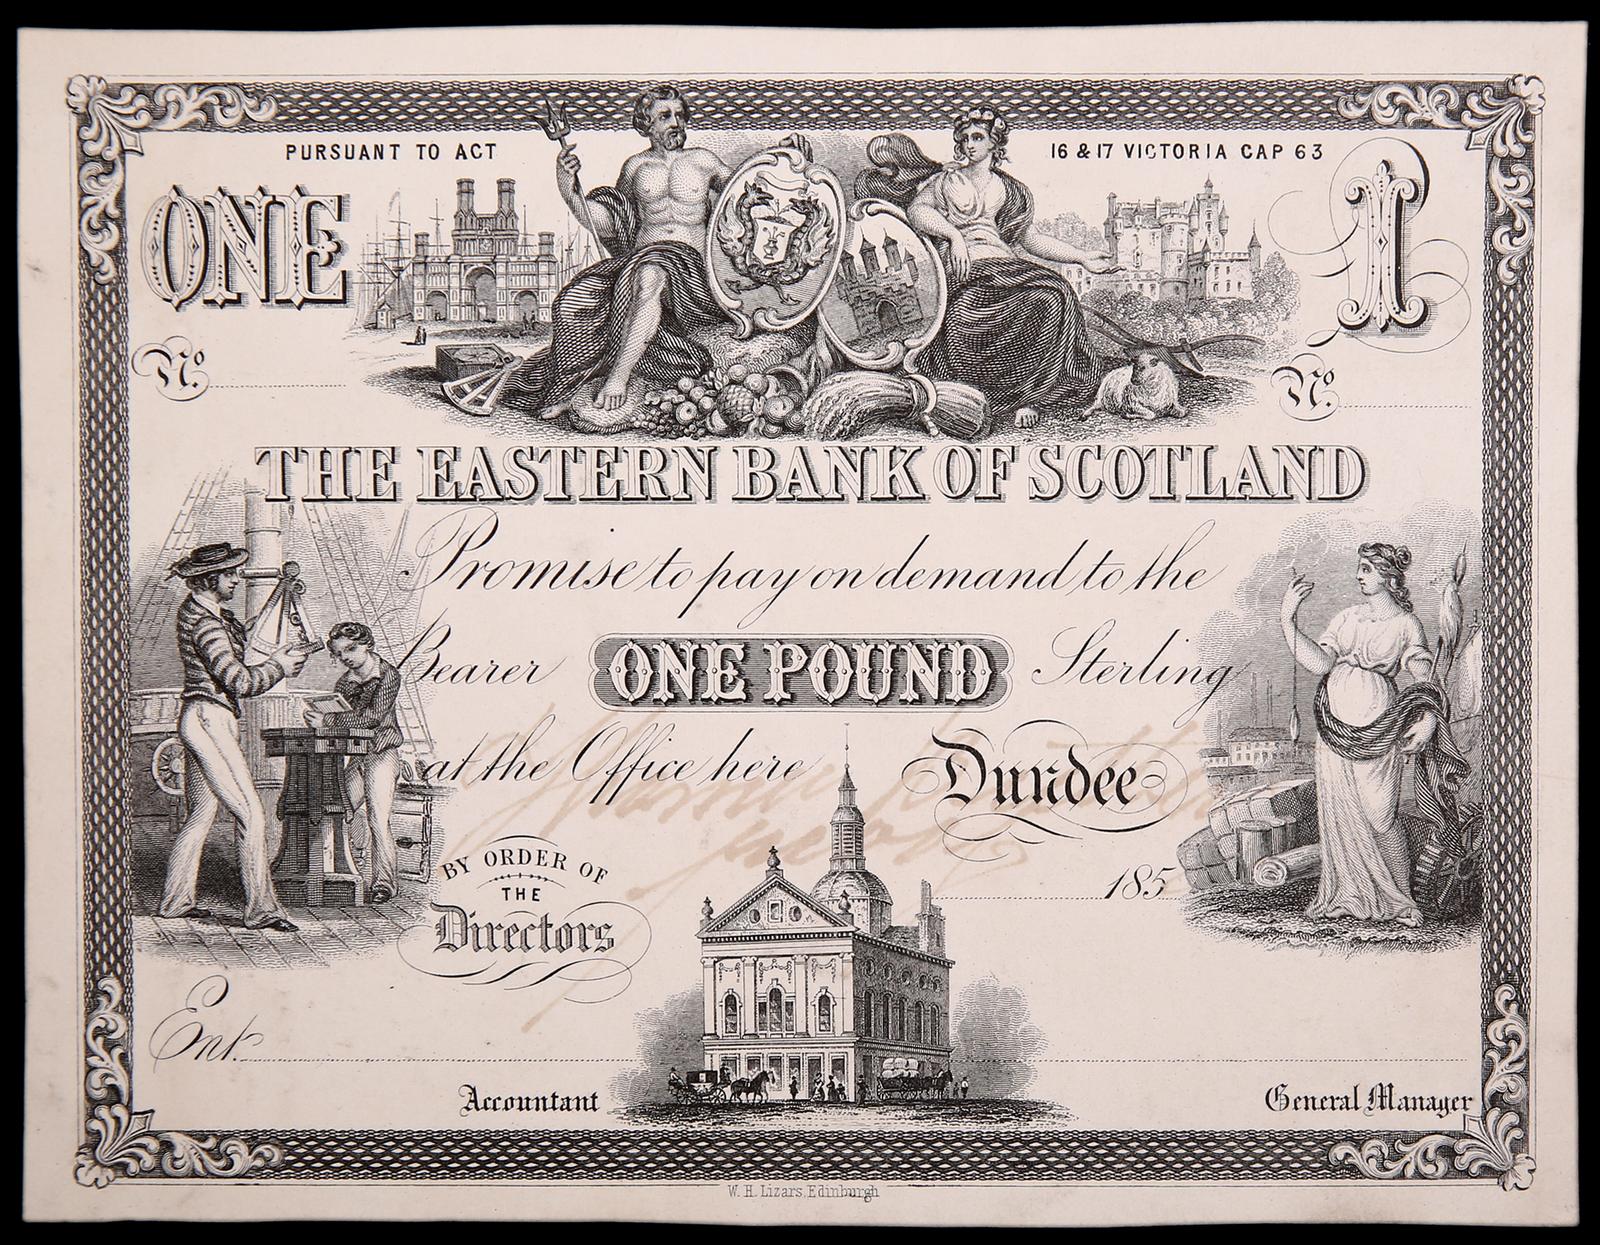 PURSUANT TO ACT
16 & 17 VICTORIA CAP 63
ONE
1
No.
No.
THE EASTERN BANK OF SCOTLAND
Promise to pay on demand to the
Bearer ONE POUND Sterling
at the Office here Dundee
185
BY ORDER OF
THE
Directors
Ent.
Accountant
General Manager
W. H. Lizars, Edinburgh